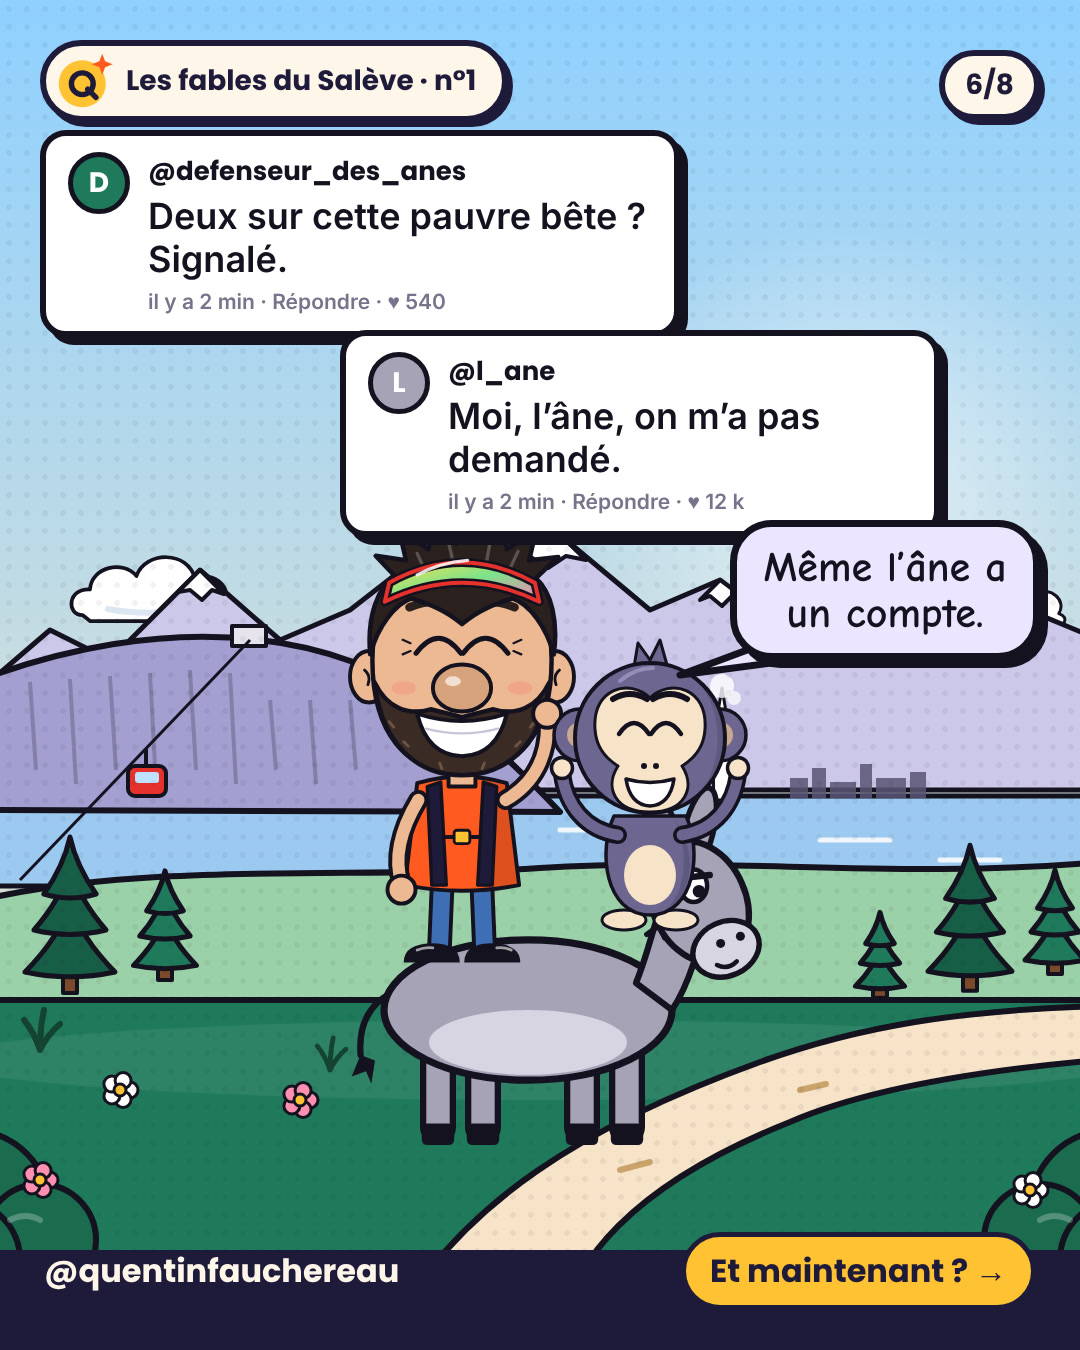 Q Les fables du Salève · n°1
6/8
D @defenseur_des_anes
Deux sur cette pauvre bête ?
Signalé.
il y a 2 min · Répondre · ♥ 540
L @l_ane
Moi, l’âne, on m’a pas
demandé.
il y a 2 min · Répondre · ♥ 12 k
Même l’âne a
un compte.
@quentinfauchereau
Et maintenant ? →